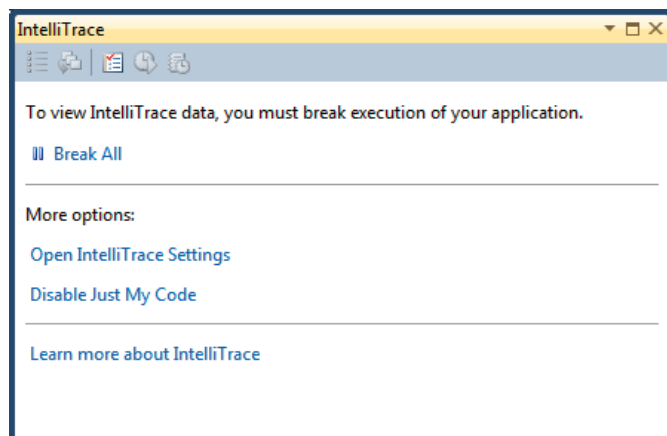 IntelliTrace
To view IntelliTrace data, you must break execution of your application.
Break All
More options:
Open IntelliTrace Settings
Disable Just My Code
Learn more about IntelliTrace